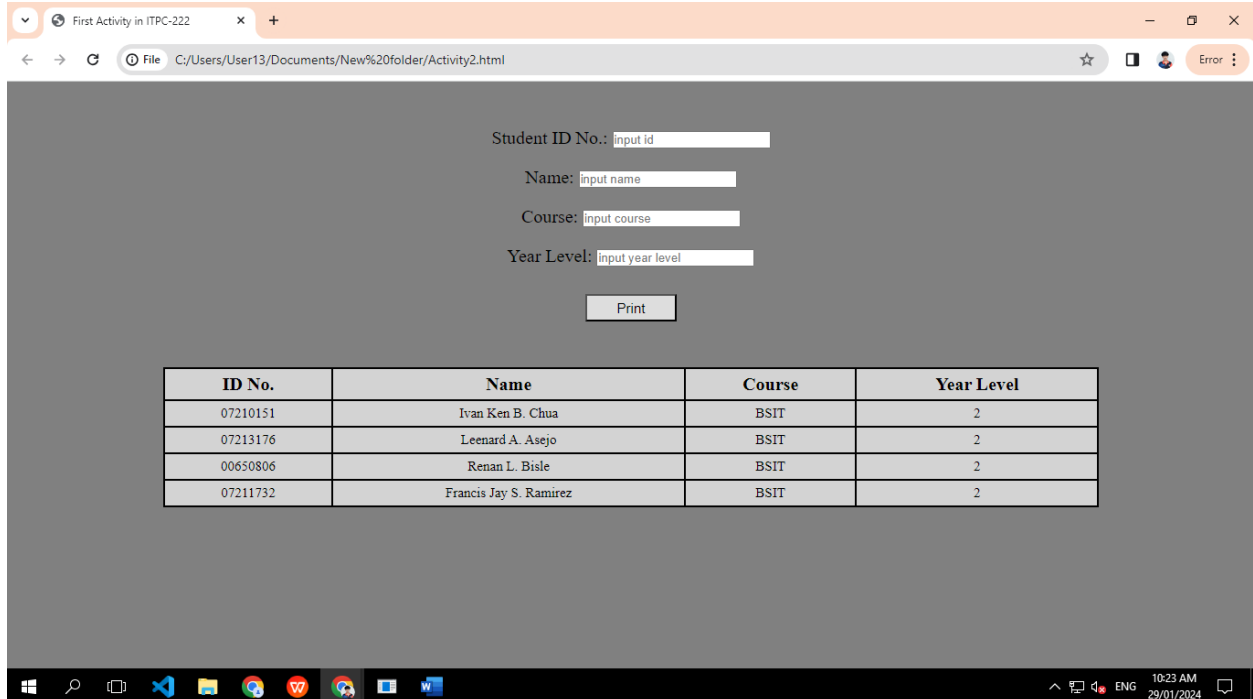 First Activity in ITPC-222
File C:/Users/User13/Documents/New%20folder/Activity2.html Error
Student ID No.: input id
Name: input name
Course: input course
Year Level: input year level
Print
ID No. Name Course Year Level
07210151 Ivan Ken B. Chua BSIT 2
07213176 Leenard A. Asejo BSIT 2
00650806 Renan L. Bisle BSIT 2
07211732 Francis Jay S. Ramirez BSIT 2
W W ENG 10:23 AM
29/01/2024